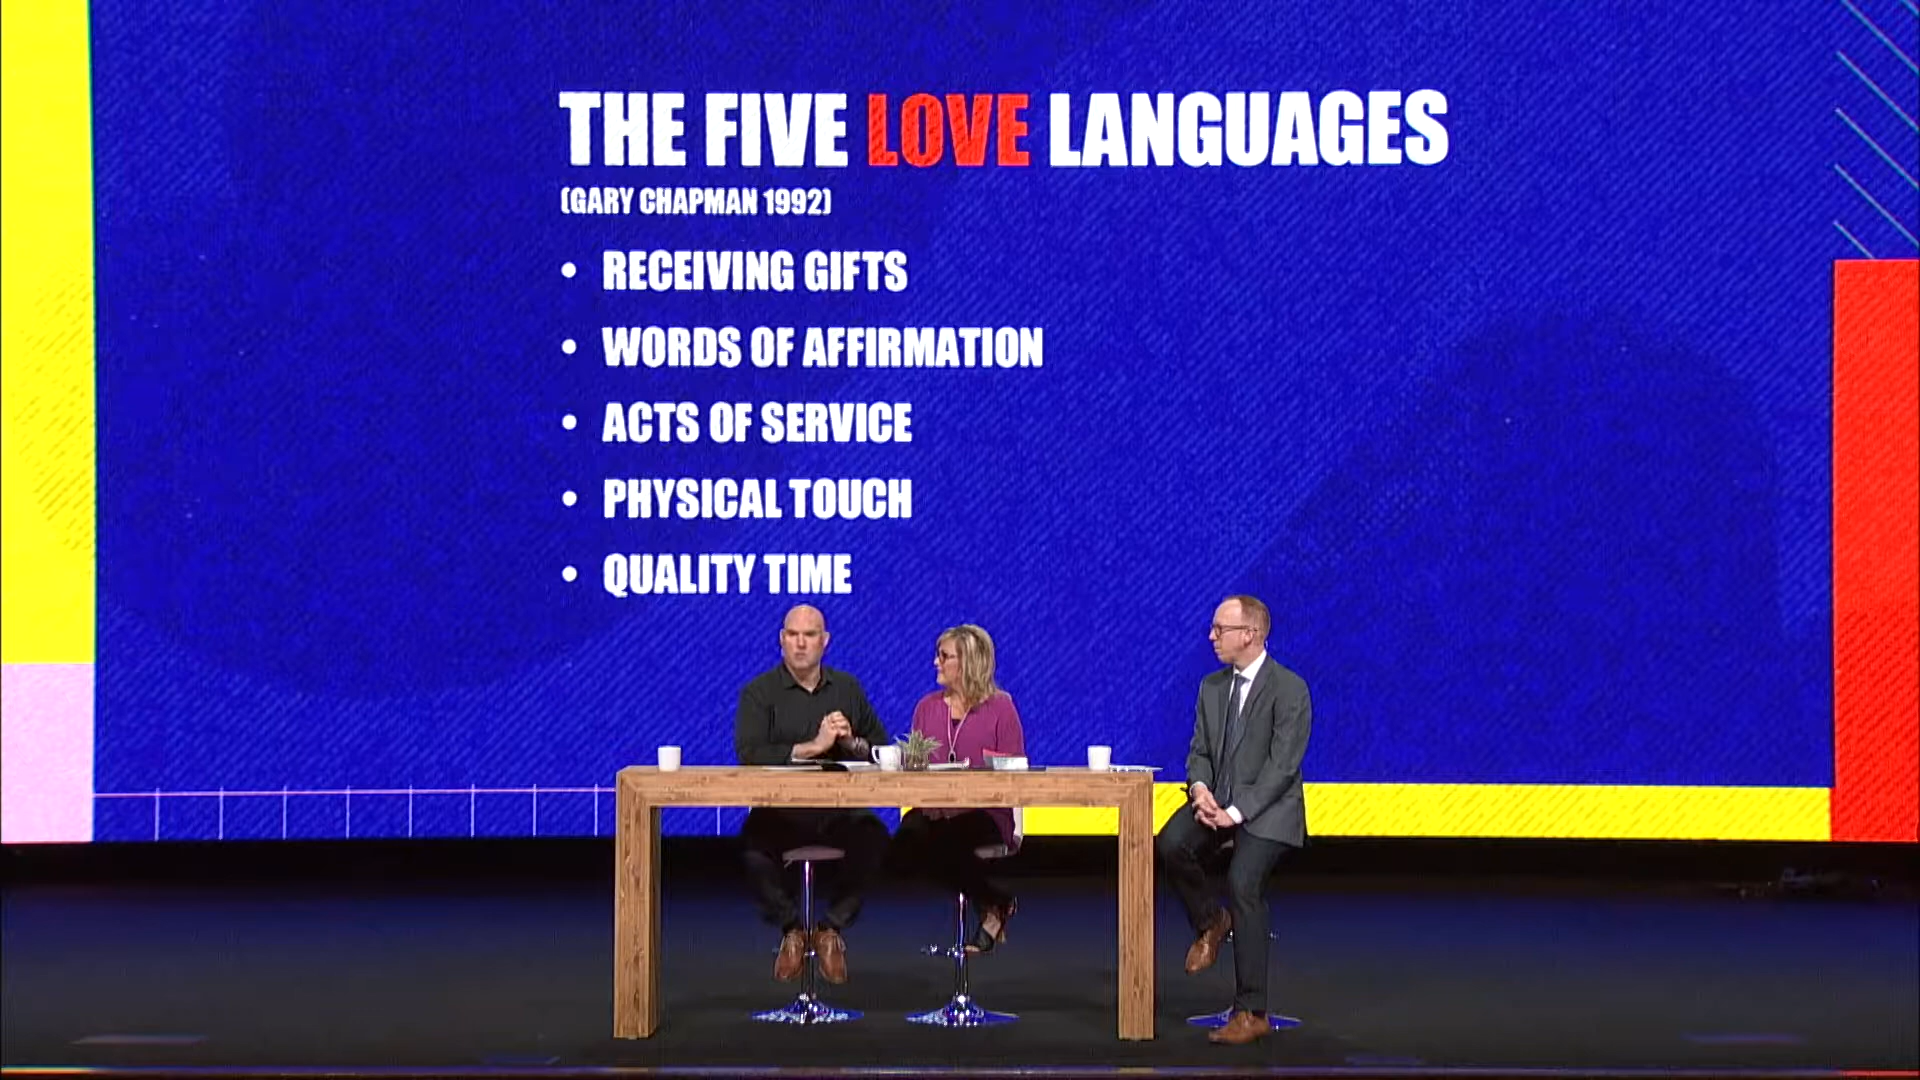 THE FIVE LOVE LANGUAGES
(GARY CHAPMAN 1992)
• RECEIVING GIFTS
• WORDS OF AFFIRMATION
• ACTS OF SERVICE
• PHYSICAL TOUCH
• QUALITY TIME